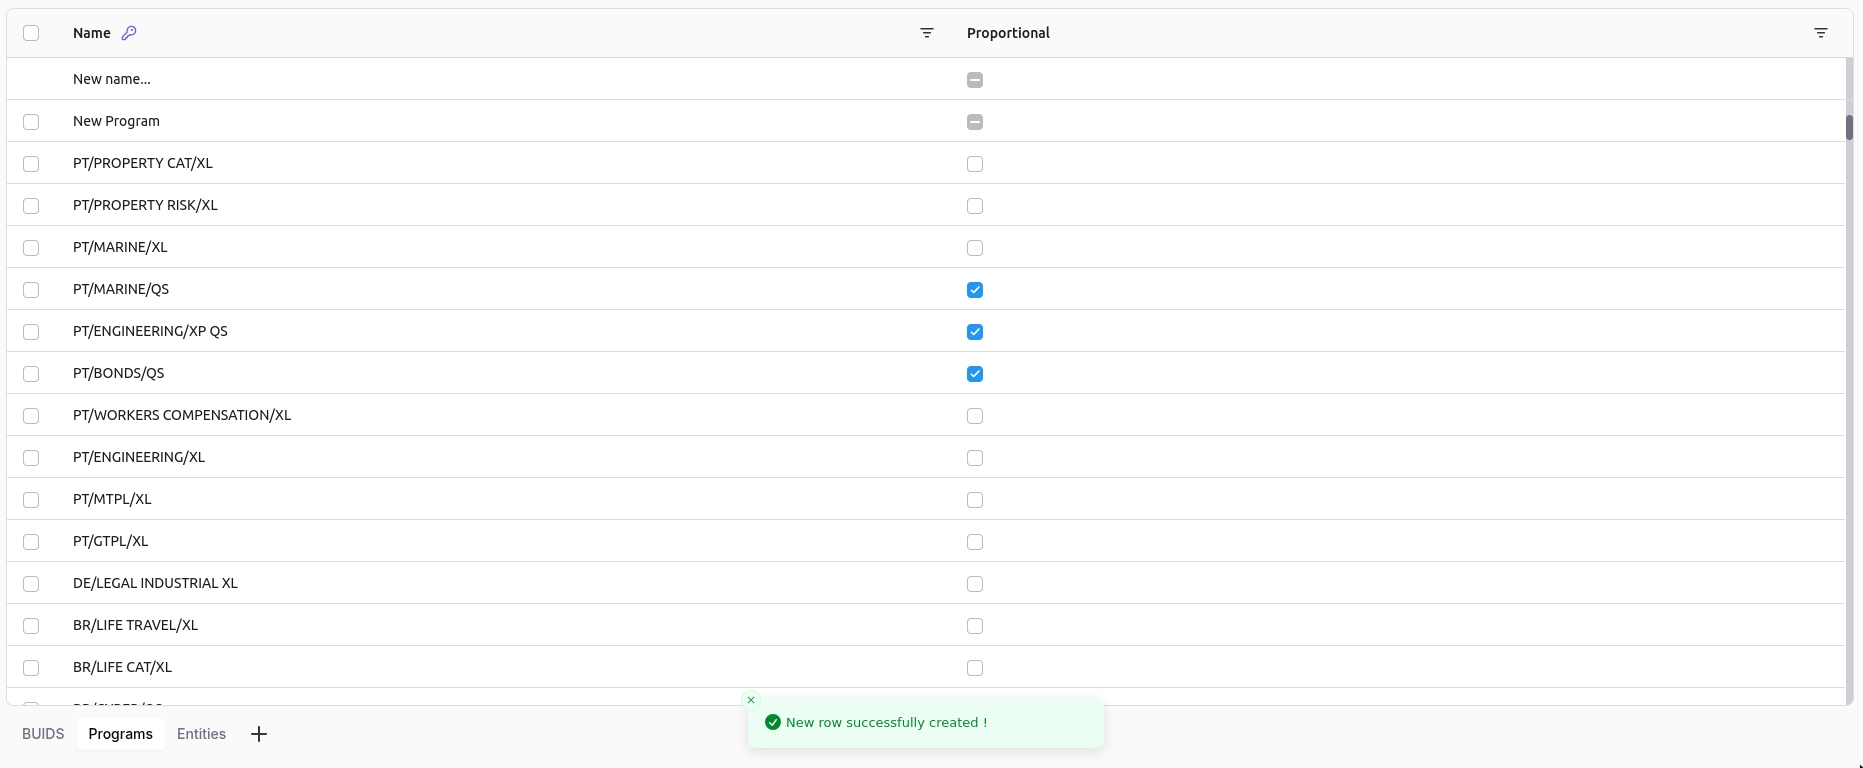 Name Proportional
New name...
New Program
PT/PROPERTY CAT/XL
PT/PROPERTY RISK/XL
PT/MARINE/XL
PT/MARINE/QS
PT/ENGINEERING/XP QS
PT/BONDS/QS
PT/WORKERS COMPENSATION/XL
PT/ENGINEERING/XL
PT/MTPL/XL
PT/GTPL/XL
DE/LEGAL INDUSTRIAL XL
BR/LIFE TRAVEL/XL
BR/LIFE CAT/XL
New row successfully created !
BUIDS Programs Entities